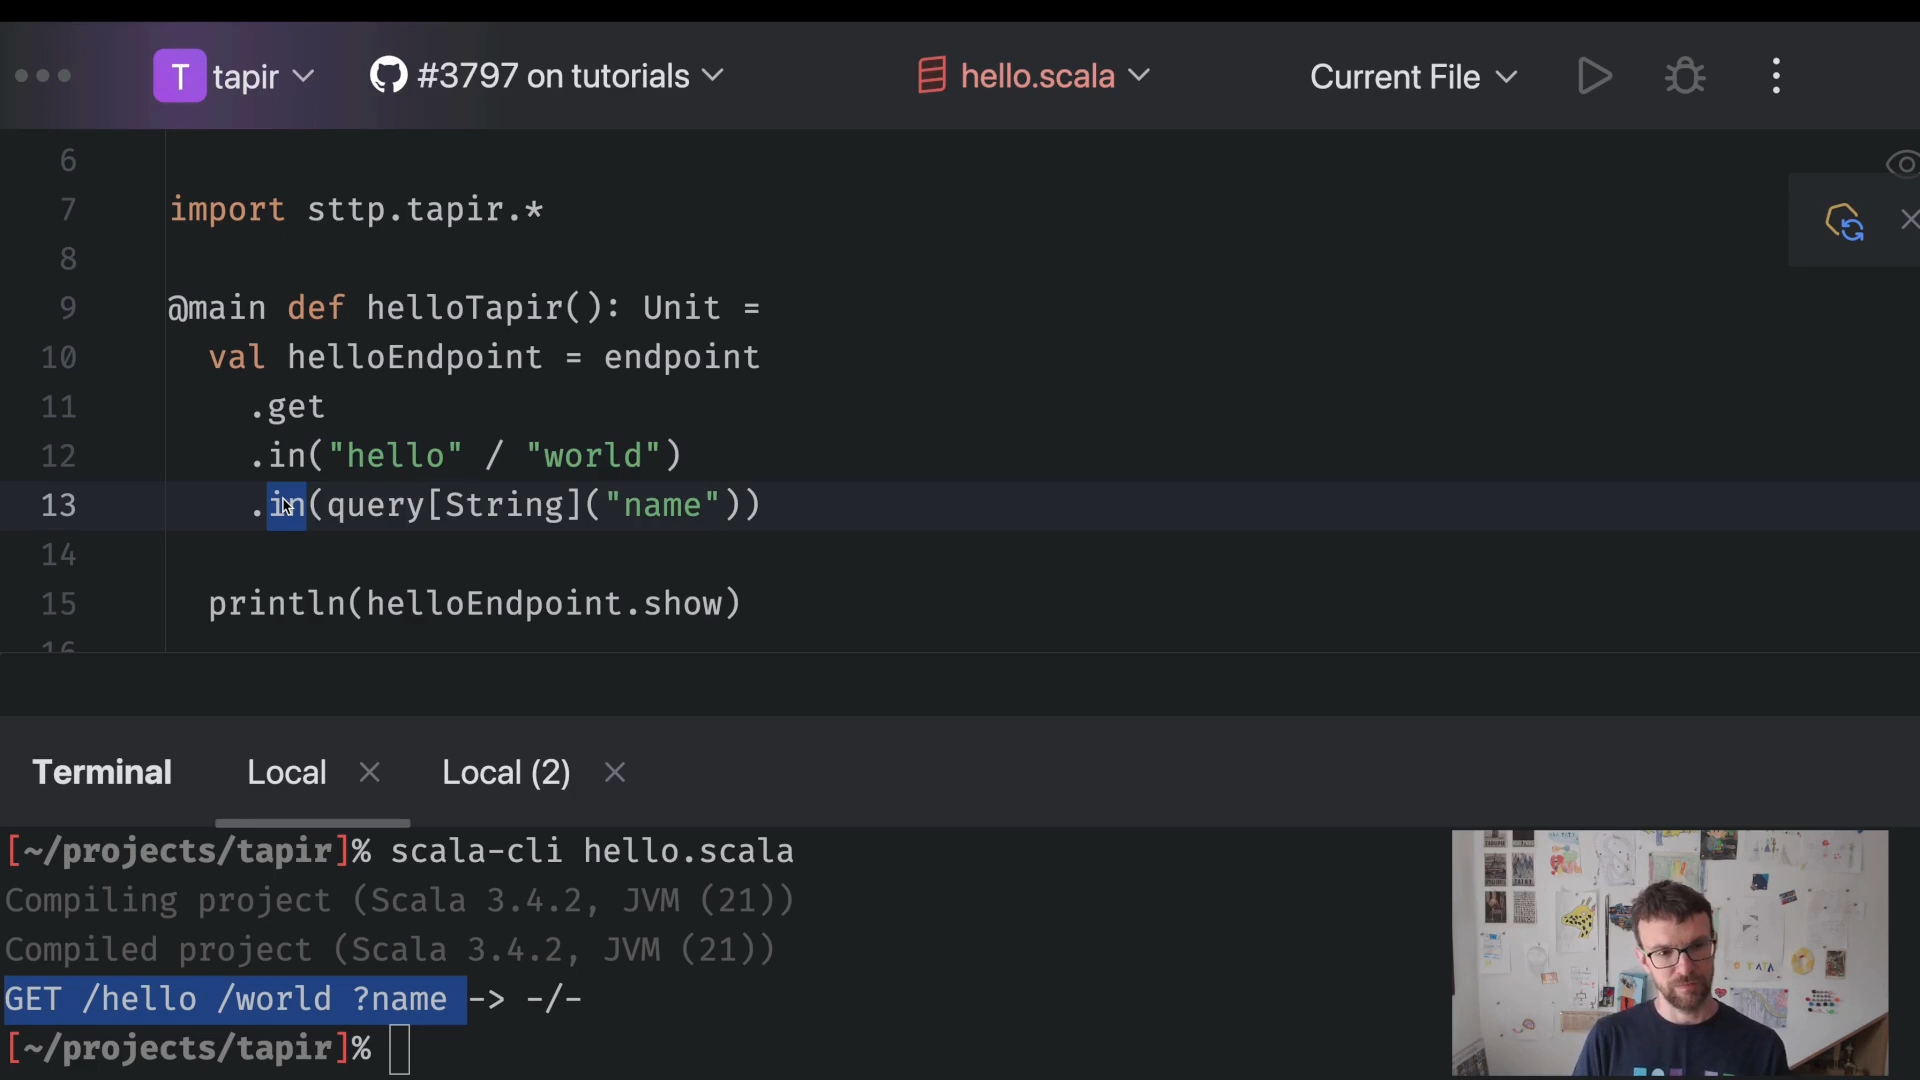 T tapir #3797 on tutorials hello.scala Current File
6
7 import sttp.tapir.*
8
9 @main def helloTapir(): Unit =
10 val helloEndpoint = endpoint
11 .get
12 .in("hello" / "world")
13 .in(query[String]("name"))
14
15 println(helloEndpoint.show)
16
Terminal Local Local (2)
[~/projects/tapir]% scala-cli hello.scala
Compiling project (Scala 3.4.2, JVM (21))
Compiled project (Scala 3.4.2, JVM (21))
GET /hello /world ?name -> -/-
[~/projects/tapir]%